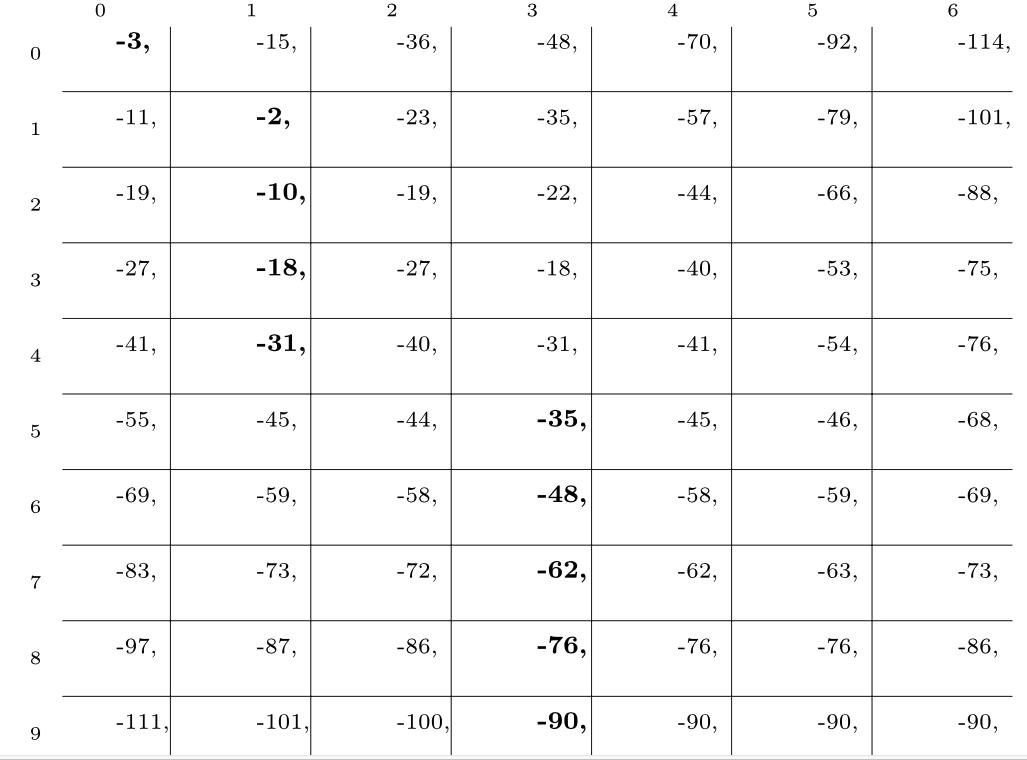 0 1 2 3 4 5 6
0 -3, -15, -36, -48, -70, -92, -114,
1 -11, -2, -23, -35, -57, -79, -101,
2 -19, -10, -19, -22, -44, -66, -88,
3 -27, -18, -27, -18, -40, -53, -75,
4 -41, -31, -40, -31, -41, -54, -76,
5 -55, -45, -44, -35, -45, -46, -68,
6 -69, -59, -58, -48, -58, -59, -69,
7 -83, -73, -72, -62, -62, -63, -73,
8 -97, -87, -86, -76, -76, -76, -86,
9 -111, -101, -100, -90, -90, -90, -90,